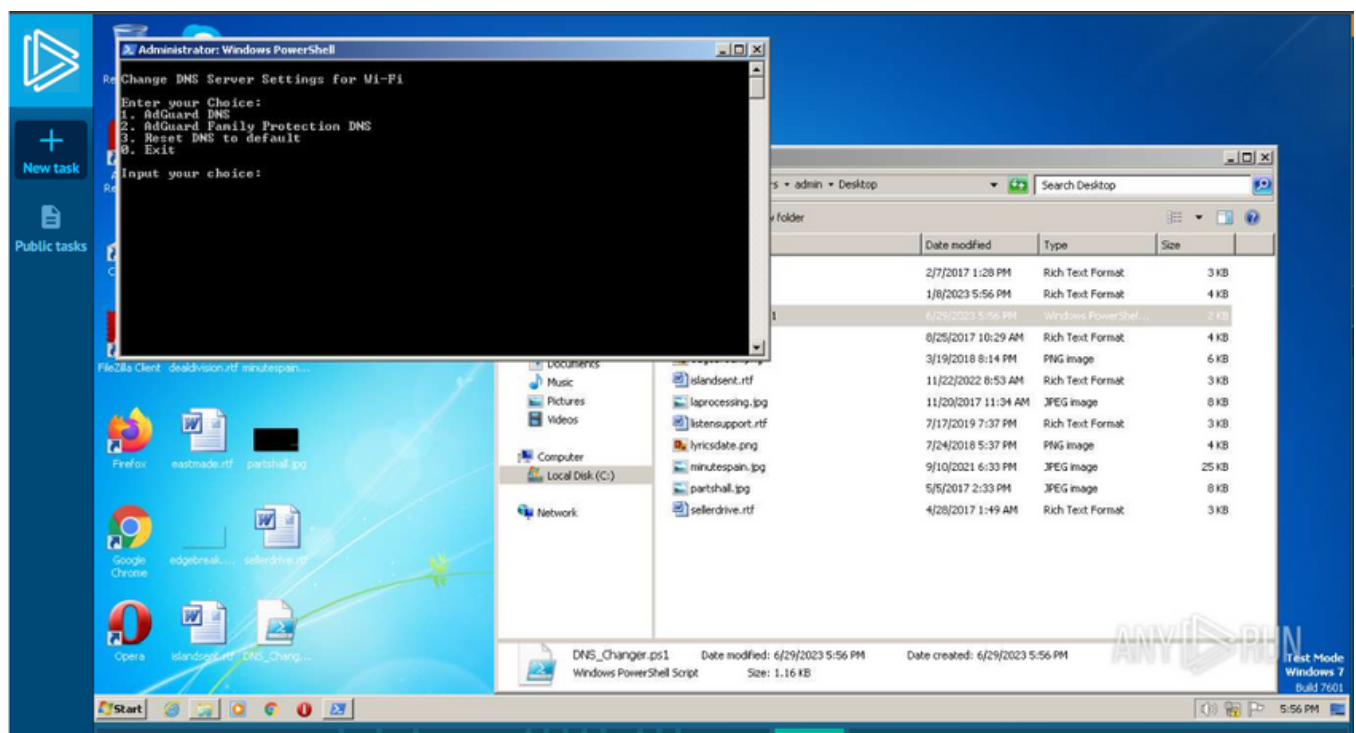 Administrator: Windows PowerShell
Change DNS Server Settings for Wi-Fi
Enter your Choice:
1. AdGuard DNS
2. AdGuard Family Protection DNS
3. Reset DNS to default
0. Exit
Input your choice:
New task
Public tasks
admin
Desktop
Search Desktop
folder
Date modified
Type
Size
2/7/2017 1:28 PM
Rich Text Format
3 KB
1/8/2023 5:56 PM
Rich Text Format
4 KB
6/29/2023 5:56 PM
Windows PowerShel...
2 KB
8/25/2017 10:29 AM
Rich Text Format
4 KB
3/19/2018 8:14 PM
PNG image
6 KB
islandsent.rtf
11/22/2022 8:53 AM
Rich Text Format
3 KB
laprocessing.jpg
11/20/2017 11:34 AM
JPEG image
8 KB
listensupport.rtf
7/17/2019 7:37 PM
Rich Text Format
3 KB
lyricsdate.png
7/24/2018 5:37 PM
PNG image
4 KB
minutespain.jpg
9/10/2021 6:33 PM
JPEG image
25 KB
partshall.jpg
5/5/2017 2:33 PM
JPEG image
8 KB
sellerdrive.rtf
4/28/2017 1:49 AM
Rich Text Format
3 KB
Documents
Music
Pictures
Videos
Computer
Local Disk (C:)
Network
FileZilla Client
dealdivision.rtf
minutespain...
Firefox
eastmade.rtf
partshall.jpg
Google Chrome
edgebreak....
sellerdrive.rtf
Opera
islandsent.rtf
DNS_Chang...
DNS_Changer.ps1
Date modified: 6/29/2023 5:56 PM
Date created: 6/29/2023 5:56 PM
Windows PowerShell Script
Size: 1.16 KB
ANY RUN
Test Mode
Windows 7
Build 7601
Start
5:56 PM